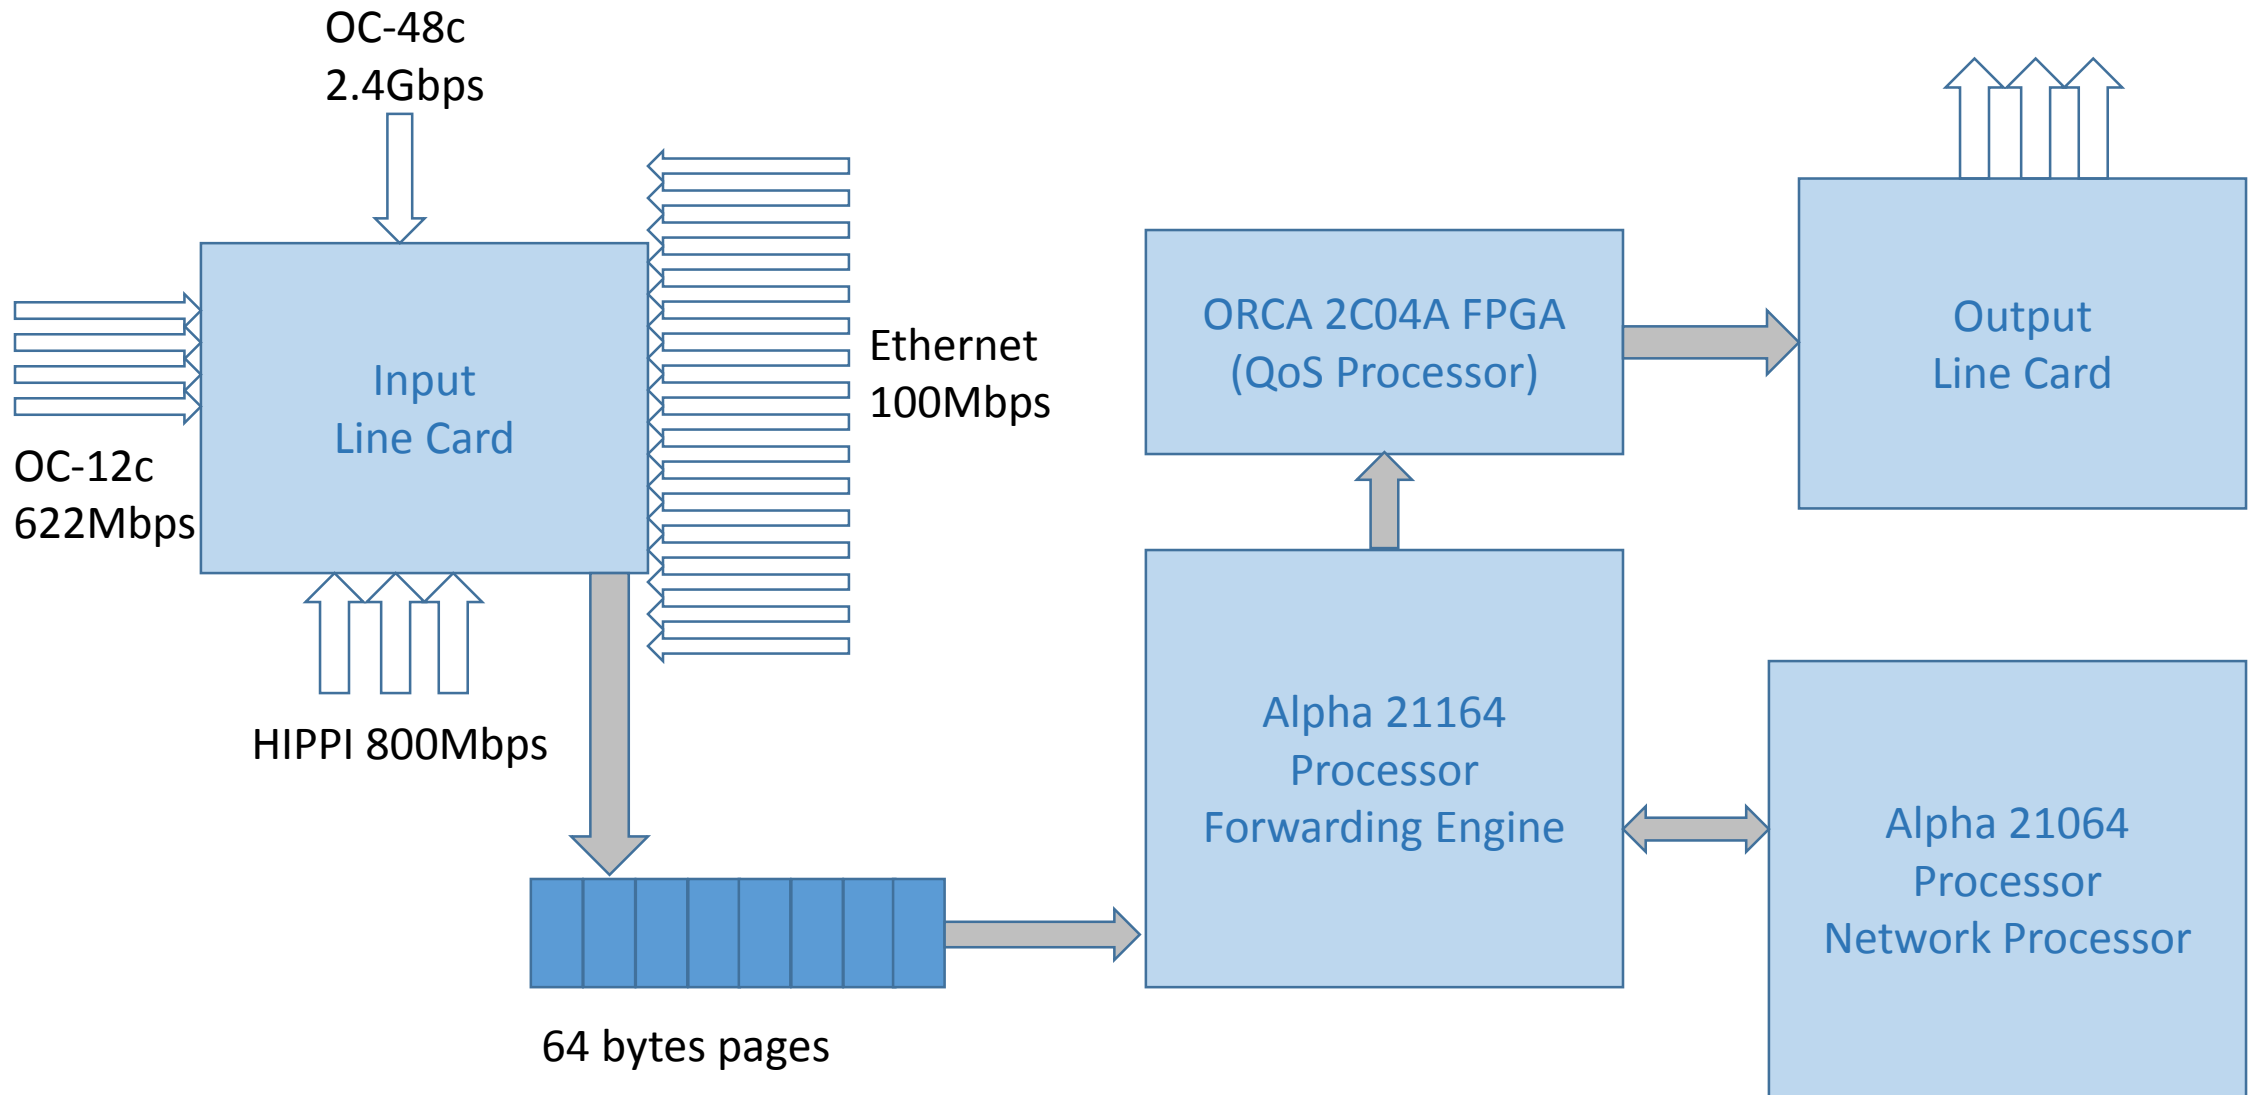 OC-48c
2.4Gbps
Input
Line Card
OC-12c
622Mbps
Ethernet
100Mbps
HIPPI 800Mbps
64 bytes pages
ORCA 2C04A FPGA
(QoS Processor)
Output
Line Card
Alpha 21164
Processor
Forwarding Engine
Alpha 21064
Processor
Network Processor